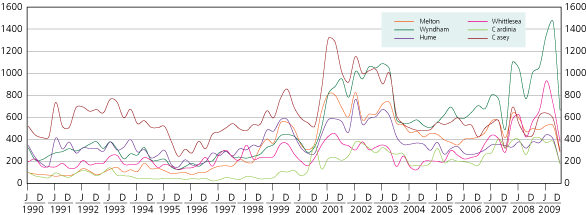 1600 1600
1400 1400
1200 1200
1000 1000
800 800
600 600
400 400
200 200
0 0
Melton Whittlesea
Wyndham Cardinia
Hume Casey
J D J D J D J D J D J D J D J D J D J D J D J D J D J D J D J D J D J D J D J D
1990 1991 1992 1993 1994 1995 1996 1997 1998 1999 2000 2001 2002 2003 2004 2005 2006 2007 2008 2009